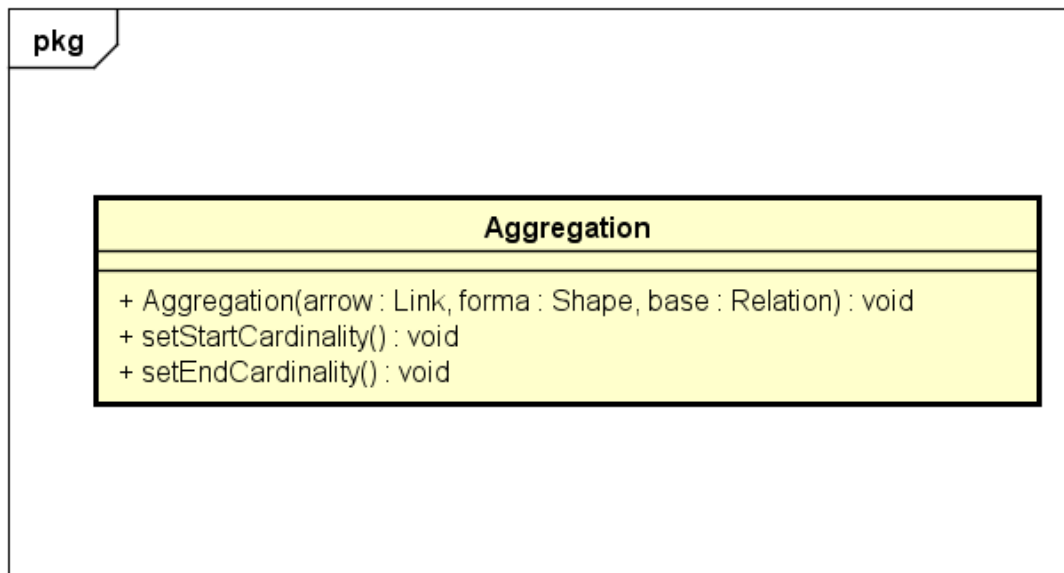 pkg
Aggregation
+ Aggregation(arrow : Link, forma : Shape, base : Relation) : void
+ setStartCardinality() : void
+ setEndCardinality() : void